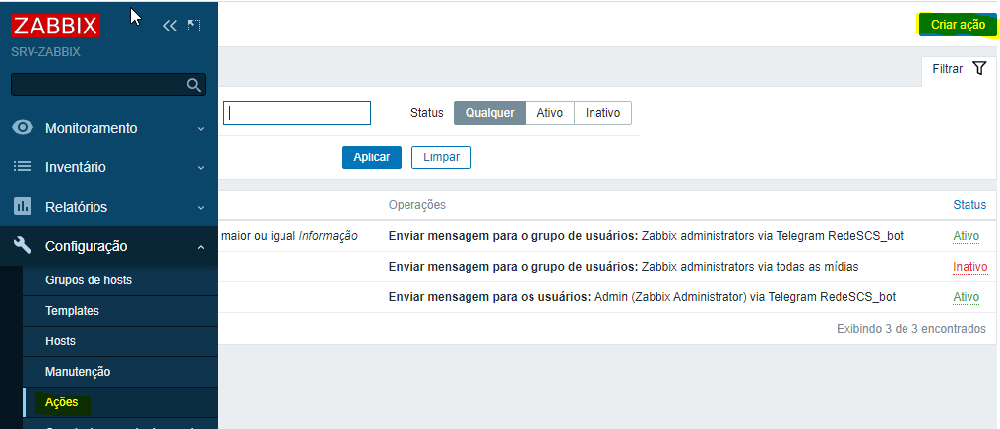 ZABBIX
SRV-ZABBIX
Monitoramento
Inventário
Relatórios
Configuração
Grupos de hosts
Templates
Hosts
Manutenção
Ações
Criar ação
Filtrar
Status Qualquer Ativo Inativo
Aplicar Limpar
Operações Status
maior ou igual Informação Enviar mensagem para o grupo de usuários: Zabbix administrators via Telegram RedeSCS_bot Ativo
Enviar mensagem para o grupo de usuários: Zabbix administrators via todas as mídias Inativo
Enviar mensagem para os usuários: Admin (Zabbix Administrator) via Telegram RedeSCS_bot Ativo
Exibindo 3 de 3 encontrados